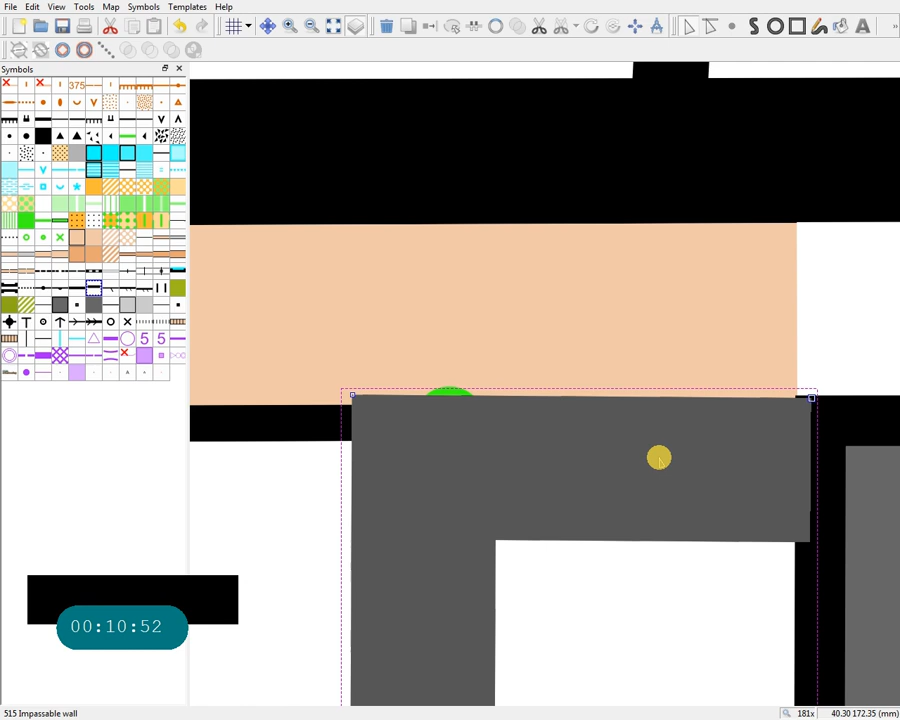 File Edit View Tools Map Symbols Templates Help
Symbols
375
5 5
00:10:52
515 Impassable wall
181x
40.30 172.35 (mm)